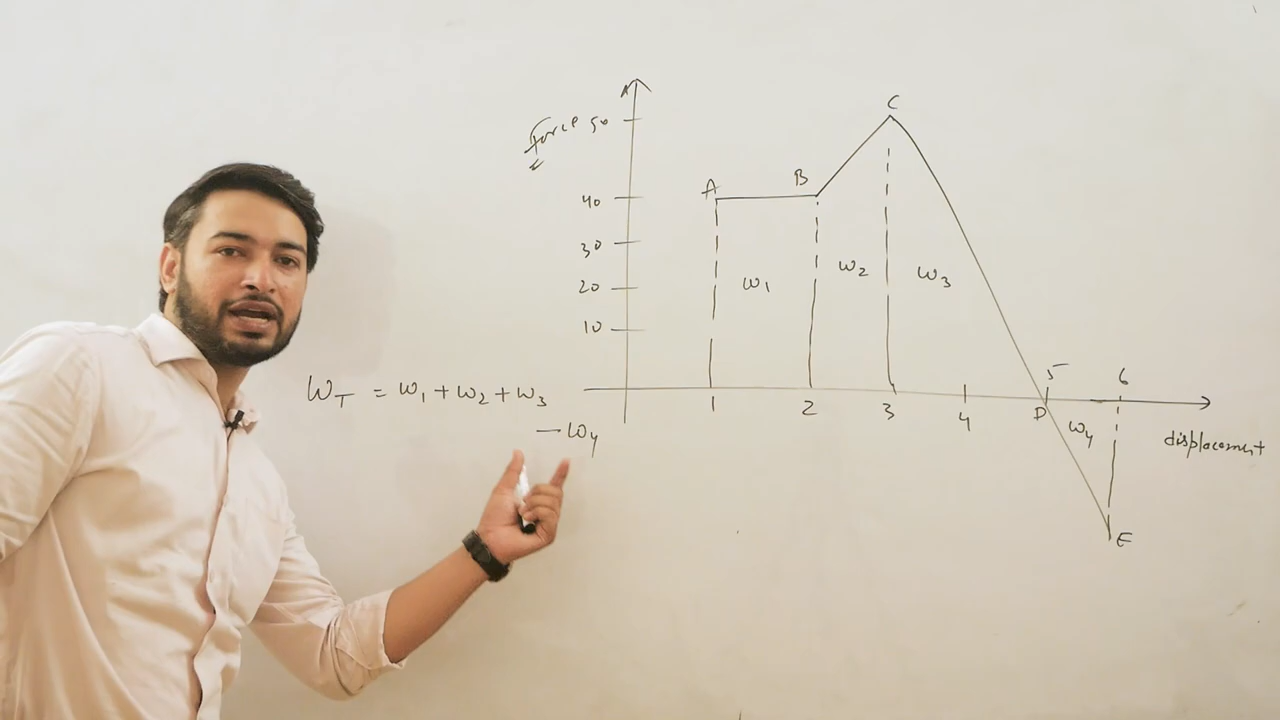 C
Force 50
A
B
40
30
W2
W3
20
W1
10
5
6
WT = W1 + W2 + W3
1
2
3
4
D
W4
- W4
displacement
E